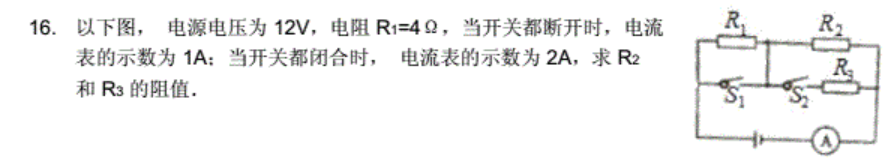 16. 以下图， 电源电压为 12V，电阻 R₁=4Ω，当开关都断开时，电流
表的示数为 1A；当开关都闭合时， 电流表的示数为 2A，求 R₂
和 R₃ 的阻值．
R₁ R₂
R₃
S₁ S₂
A